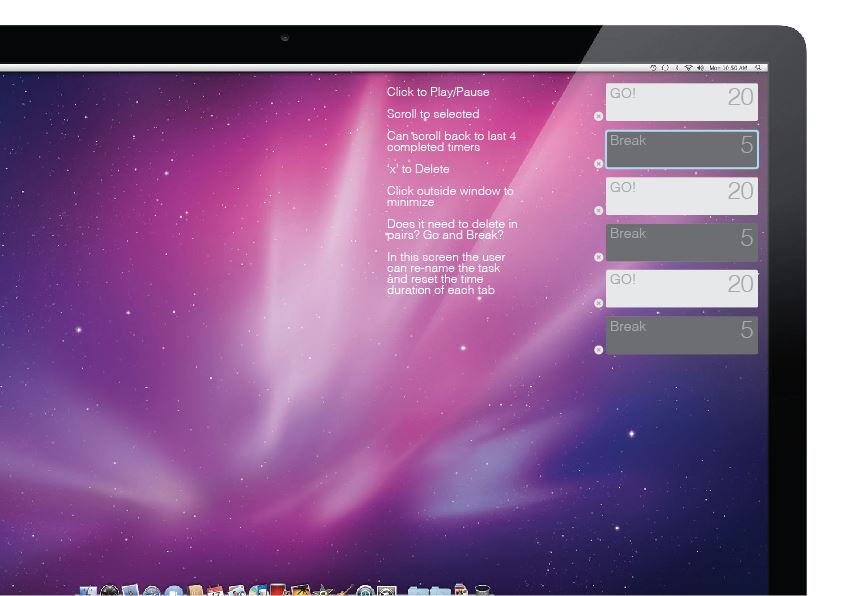 Mon 10:50 AM
Click to Play/Pause
Scroll to selected
Can scroll back to last 4
completed timers
'x' to Delete
Click outside window to
minimize
Does it need to delete in
pairs? Go and Break?
In this screen the user
can re-name the task
and reset the time
duration of each tab
GO! 20
Break 5
GO! 20
Break 5
GO! 20
Break 5